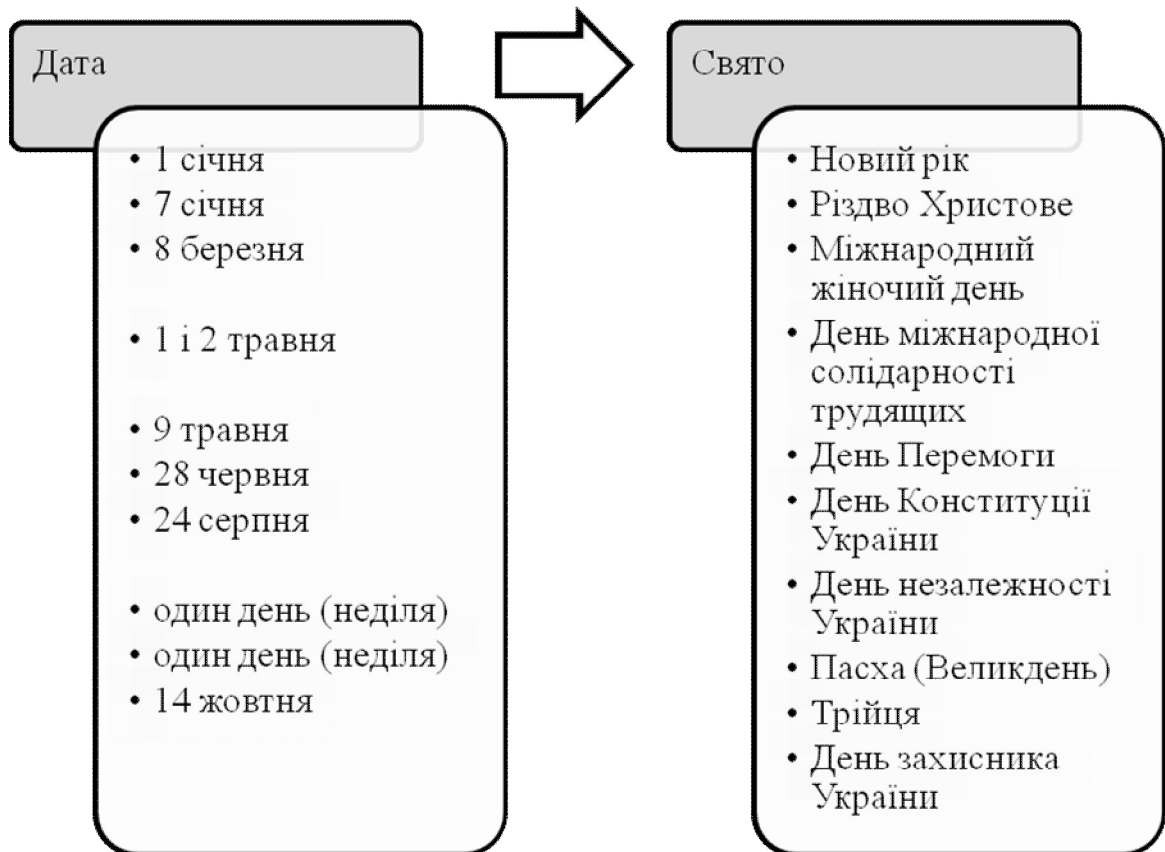 Дата
• 1 січня
• 7 січня
• 8 березня
• 1 і 2 травня
• 9 травня
• 28 червня
• 24 серпня
• один день (неділя)
• один день (неділя)
• 14 жовтня
Свято
• Новий рік
• Різдво Христове
• Міжнародний
жіночий день
• День міжнародної
солідарності
трудящих
• День Перемоги
• День Конституції
України
• День незалежності
України
• Пасха (Великдень)
• Трійця
• День захисника
України